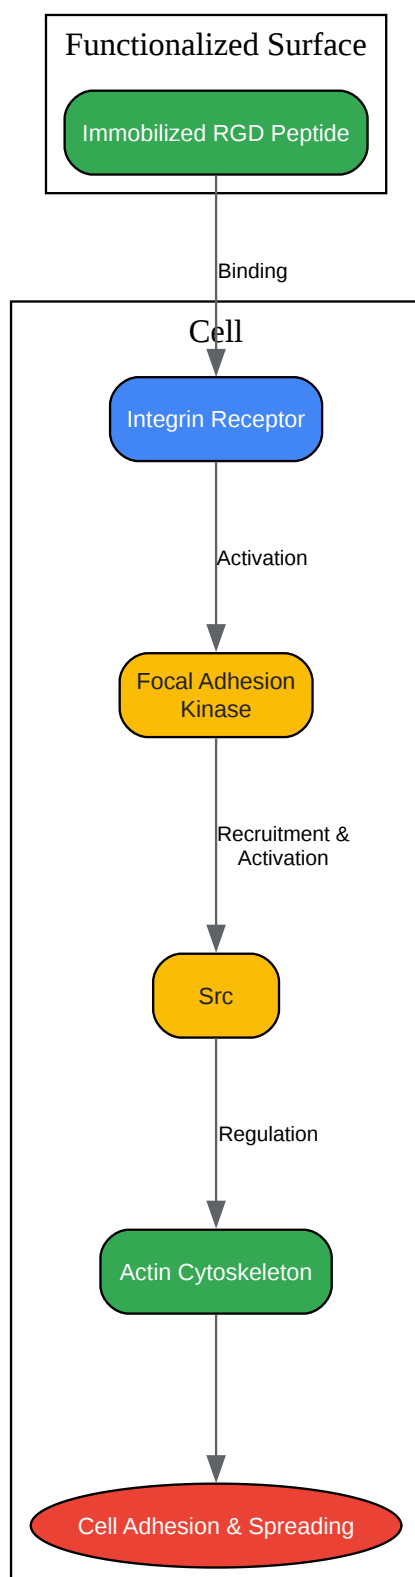 Functionalized Surface
Immobilized RGD Peptide
Binding
Cell
Integrin Receptor
Activation
Focal Adhesion
Kinase
Recruitment &
Activation
Src
Regulation
Actin Cytoskeleton
Cell Adhesion & Spreading